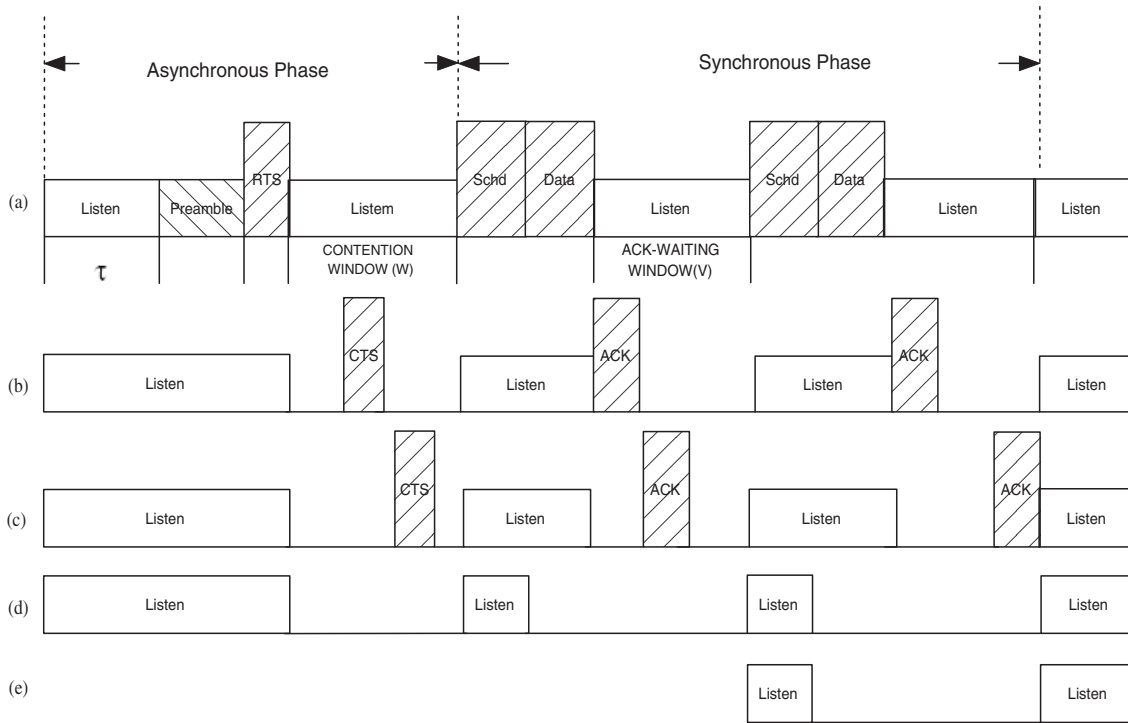 Asynchronous Phase
Synchronous Phase
RTS
Schd
Data
Schd
Data
(a)
Listen
Preamble
Listem
Listen
Listen
Listen
τ
CONTENTION
WINDOW (W)
ACK-WAITING
WINDOW(V)
(b)
Listen
CTS
Listen
ACK
Listen
ACK
Listen
(c)
Listen
CTS
Listen
ACK
Listen
ACK
Listen
(d)
Listen
Listen
Listen
Listen
(e)
Listen
Listen